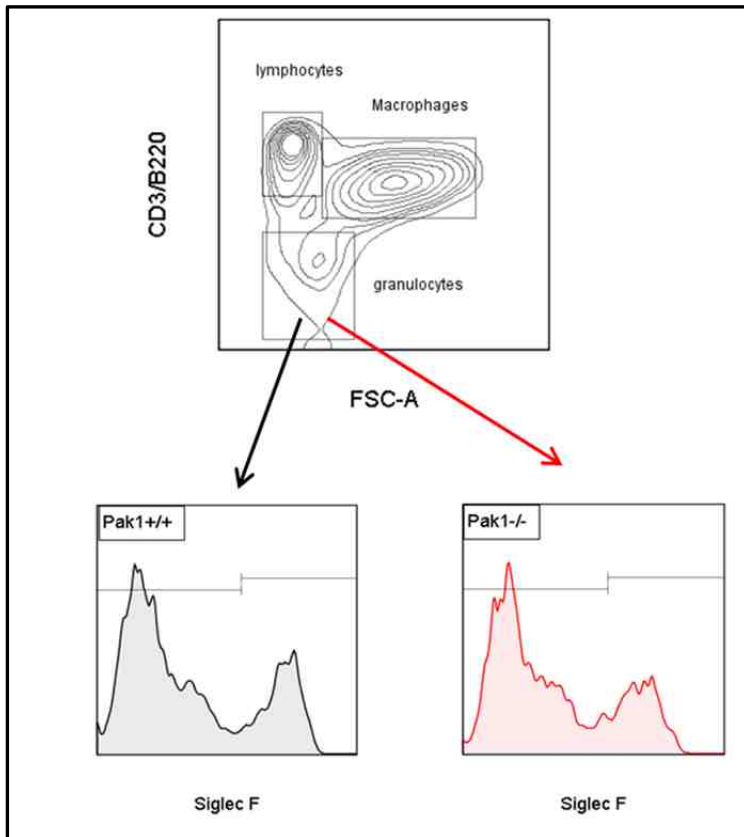 lymphocytes
Macrophages
CD3/B220
granulocytes
FSC-A
Pak1+/+
Pak1-/-
Siglec F
Siglec F